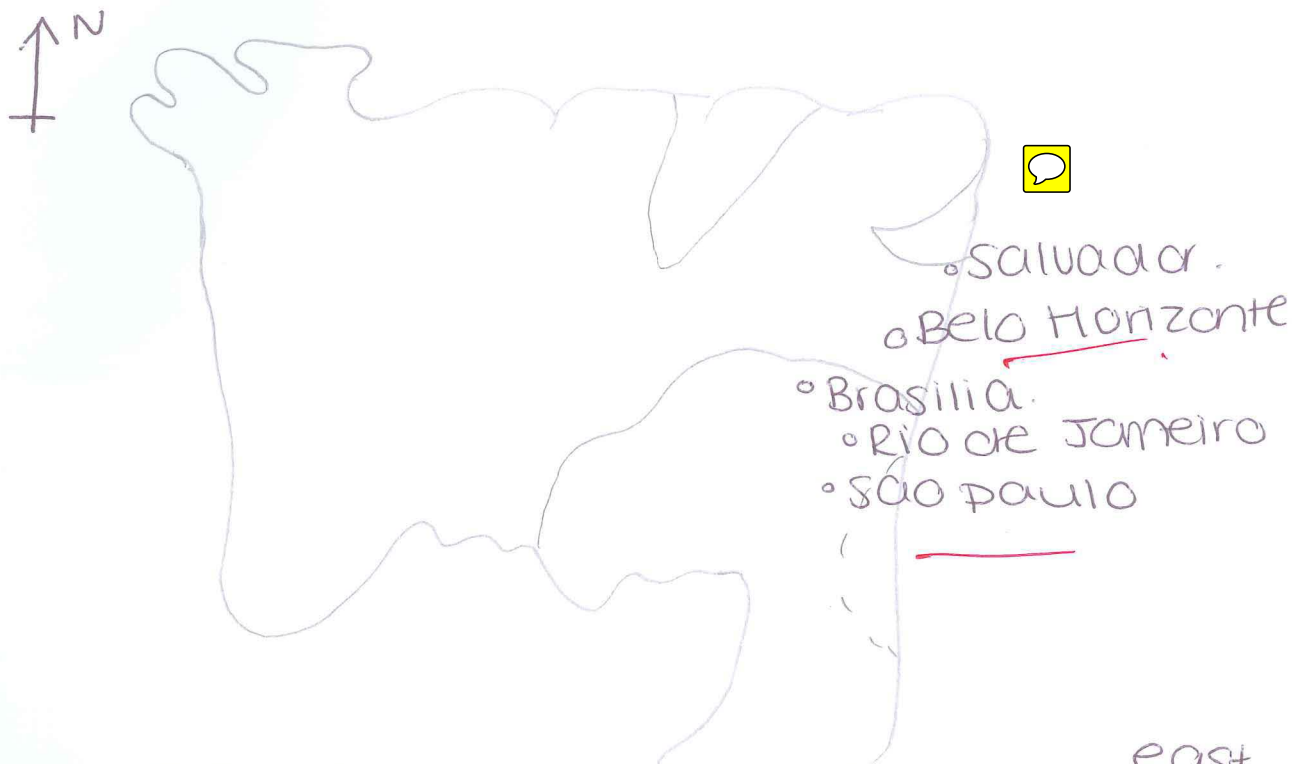 N
Salvador.
Belo Horizonte
Brasilia.
Rio de Janeiro
São paulo
east